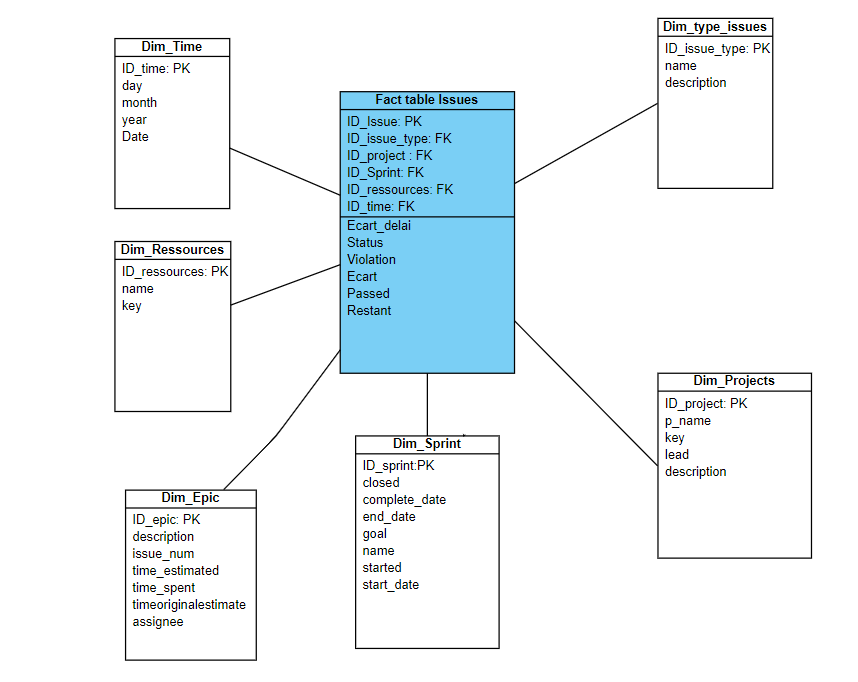 Dim_Time
ID_time: PK
day
month
year
Date
Dim_type_issues
ID_issue_type: PK
name
description
Fact table Issues
ID_Issue: PK
ID_issue_type: FK
ID_project : FK
ID_Sprint: FK
ID_ressources: FK
ID_time: FK
Ecart_delai
Status
Violation
Ecart
Passed
Restant
Dim_Ressources
ID_ressources: PK
name
key
Dim_Projects
ID_project: PK
p_name
key
lead
description
Dim_Sprint
ID_sprint:PK
closed
complete_date
end_date
goal
name
started
start_date
Dim_Epic
ID_epic: PK
description
issue_num
time_estimated
time_spent
timeoriginalestimate
assignee